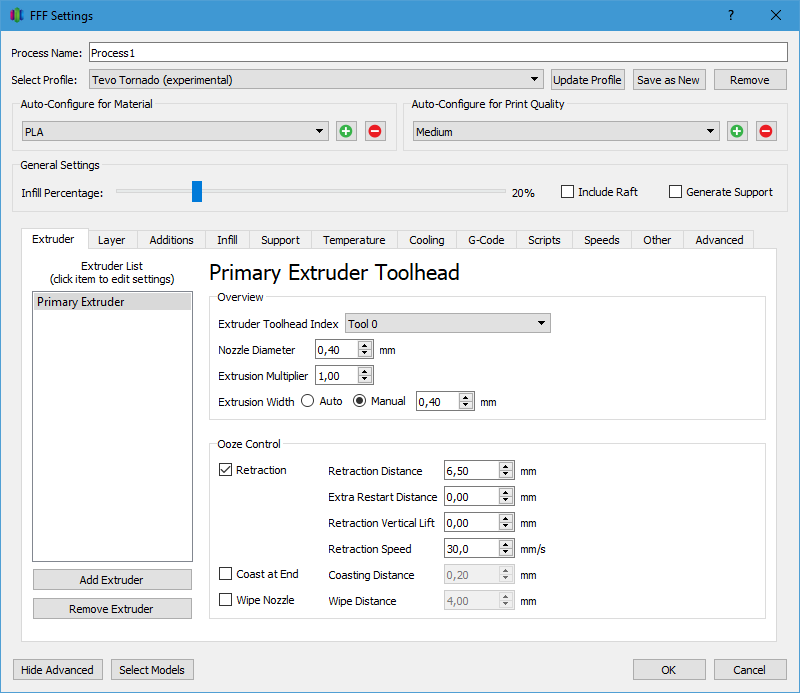 FFF Settings ?
Process Name: Process1
Select Profile: Tevo Tornado (experimental) Update Profile Save as New Remove
Auto-Configure for Material Auto-Configure for Print Quality
PLA Medium
General Settings
Infill Percentage: 20% Include Raft Generate Support
Extruder Layer Additions Infill Support Temperature Cooling G-Code Scripts Speeds Other Advanced
Extruder List
(click item to edit settings)
Primary Extruder
Primary Extruder Toolhead
Overview
Extruder Toolhead Index Tool 0
Nozzle Diameter 0,40 mm
Extrusion Multiplier 1,00
Extrusion Width Auto Manual 0,40 mm
Ooze Control
Retraction Retraction Distance 6,50 mm
Extra Restart Distance 0,00 mm
Retraction Vertical Lift 0,00 mm
Retraction Speed 30,0 mm/s
Coast at End Coasting Distance 0,20 mm
Wipe Nozzle Wipe Distance 4,00 mm
Add Extruder
Remove Extruder
Hide Advanced Select Models OK Cancel